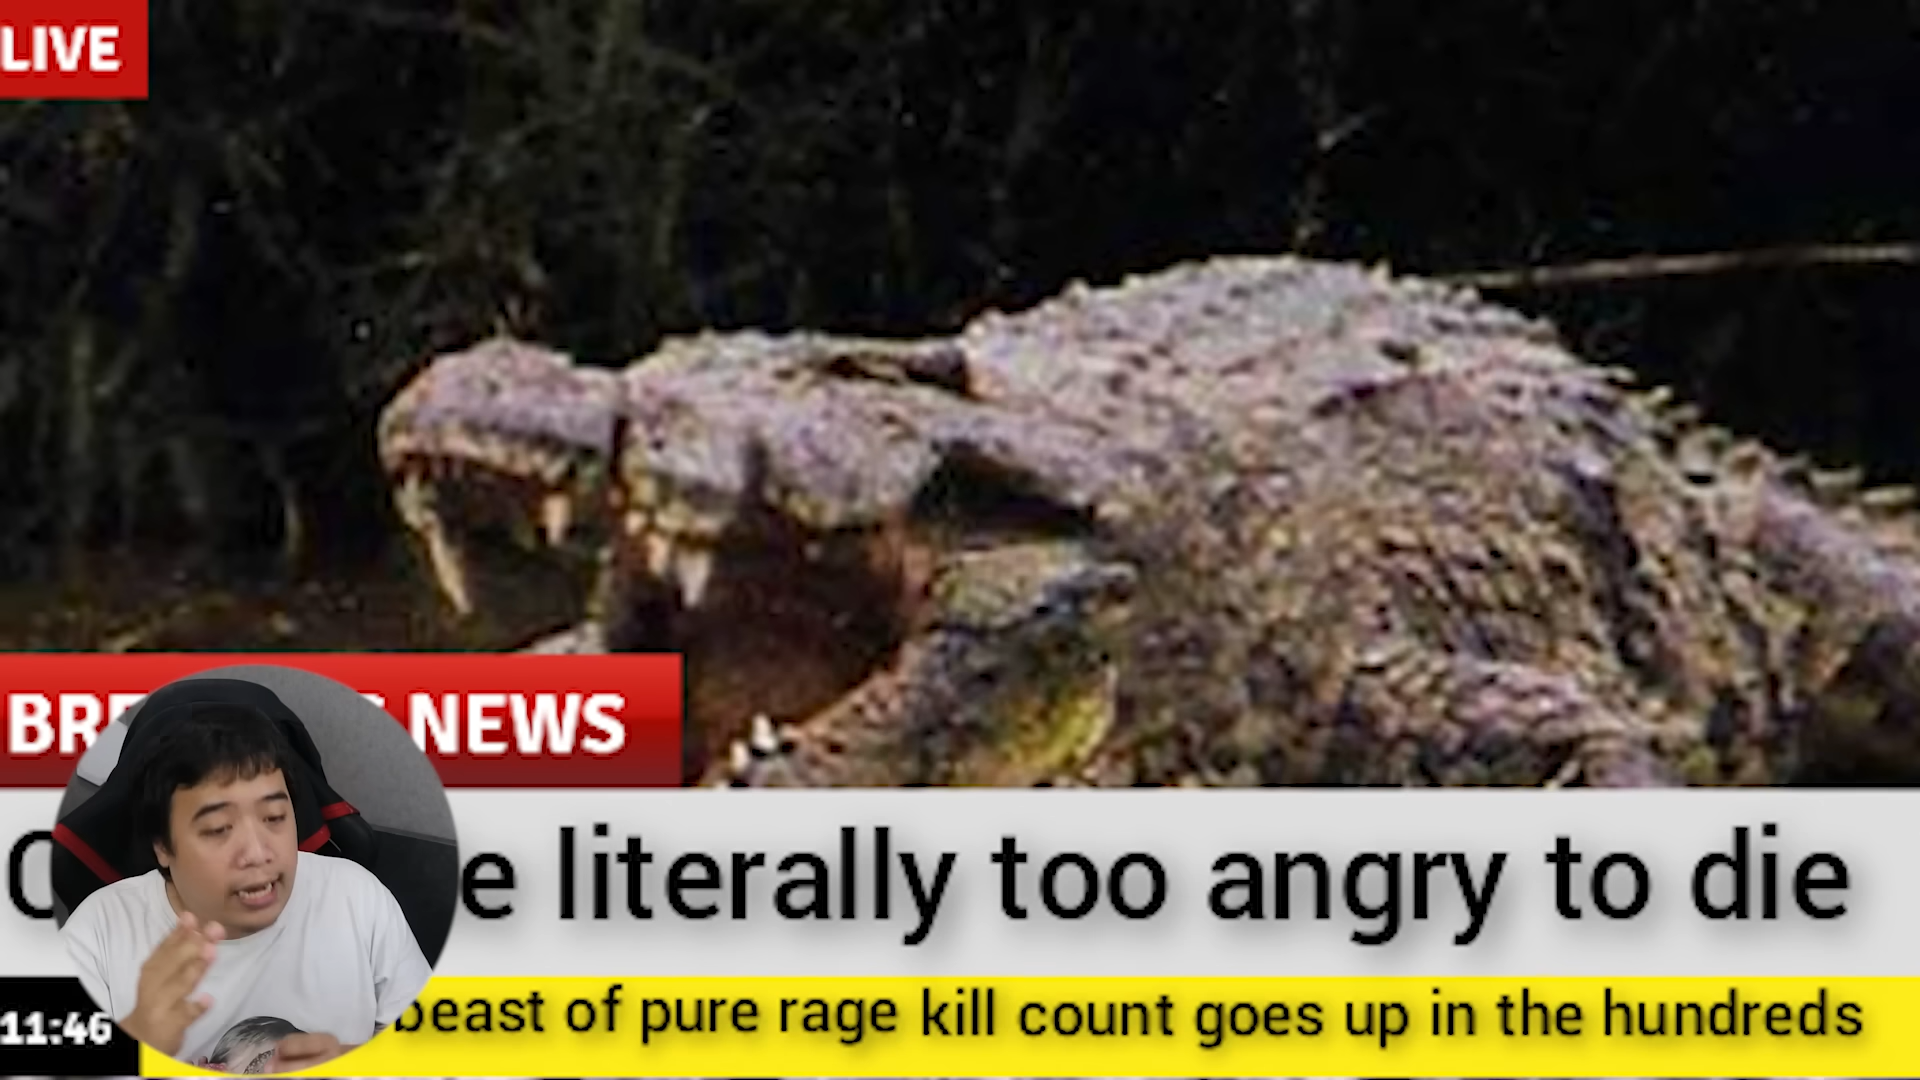 LIVE
NEWS
literally too angry to die
11:46
beast of pure rage kill count goes up in the hundreds